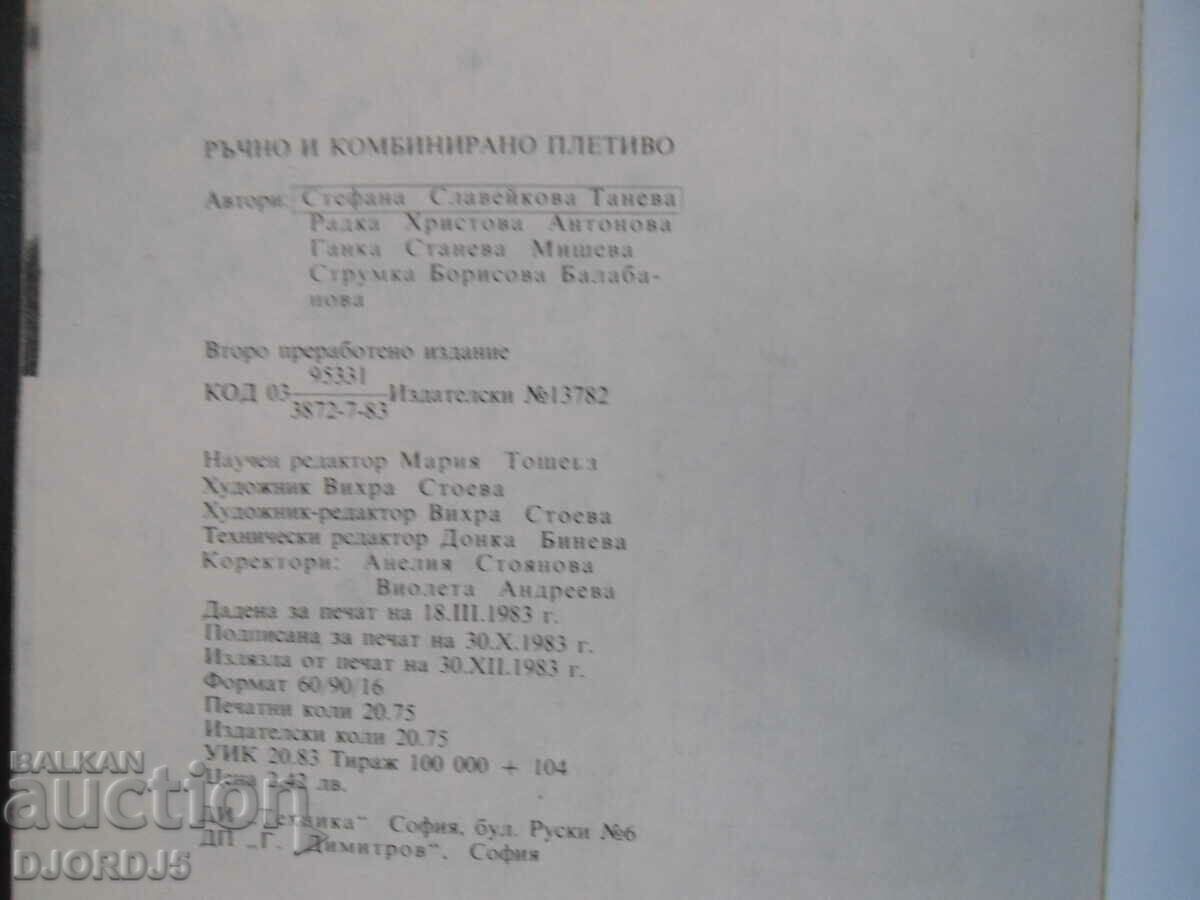 РЪЧНО И КОМБИНИРАНО ПЛЕТИВО
Автори: Стефана Славейкова Танева
Радка Христова Антонова
Ганка Станева Мишева
Струмка Борисова Балаба-
нова
Второ преработено издание
95331
КОД 03 Издателски №13782
3872-7-83
Научен редактор Мария Тошева
Художник Вихра Стоева
Художник-редактор Вихра Стоева
Технически редактор Донка Бинева
Коректори: Анелия Стоянова
Виолета Андреева
Дадена за печат на 18.III.1983 г.
Подписана за печат на 30.X.1983 г.
Излязла от печат на 30.XII.1983 г.
Формат 60/90/16
Печатни коли 20.75
Издателски коли 20.75
УИК 20.83 Тираж 100 000 + 104
Цена 2.42 лв.
ДИ „Техника“ София, бул. Руски №6
ДП „Г. Димитров“, София
BALKAN
auction
DJORDJ5